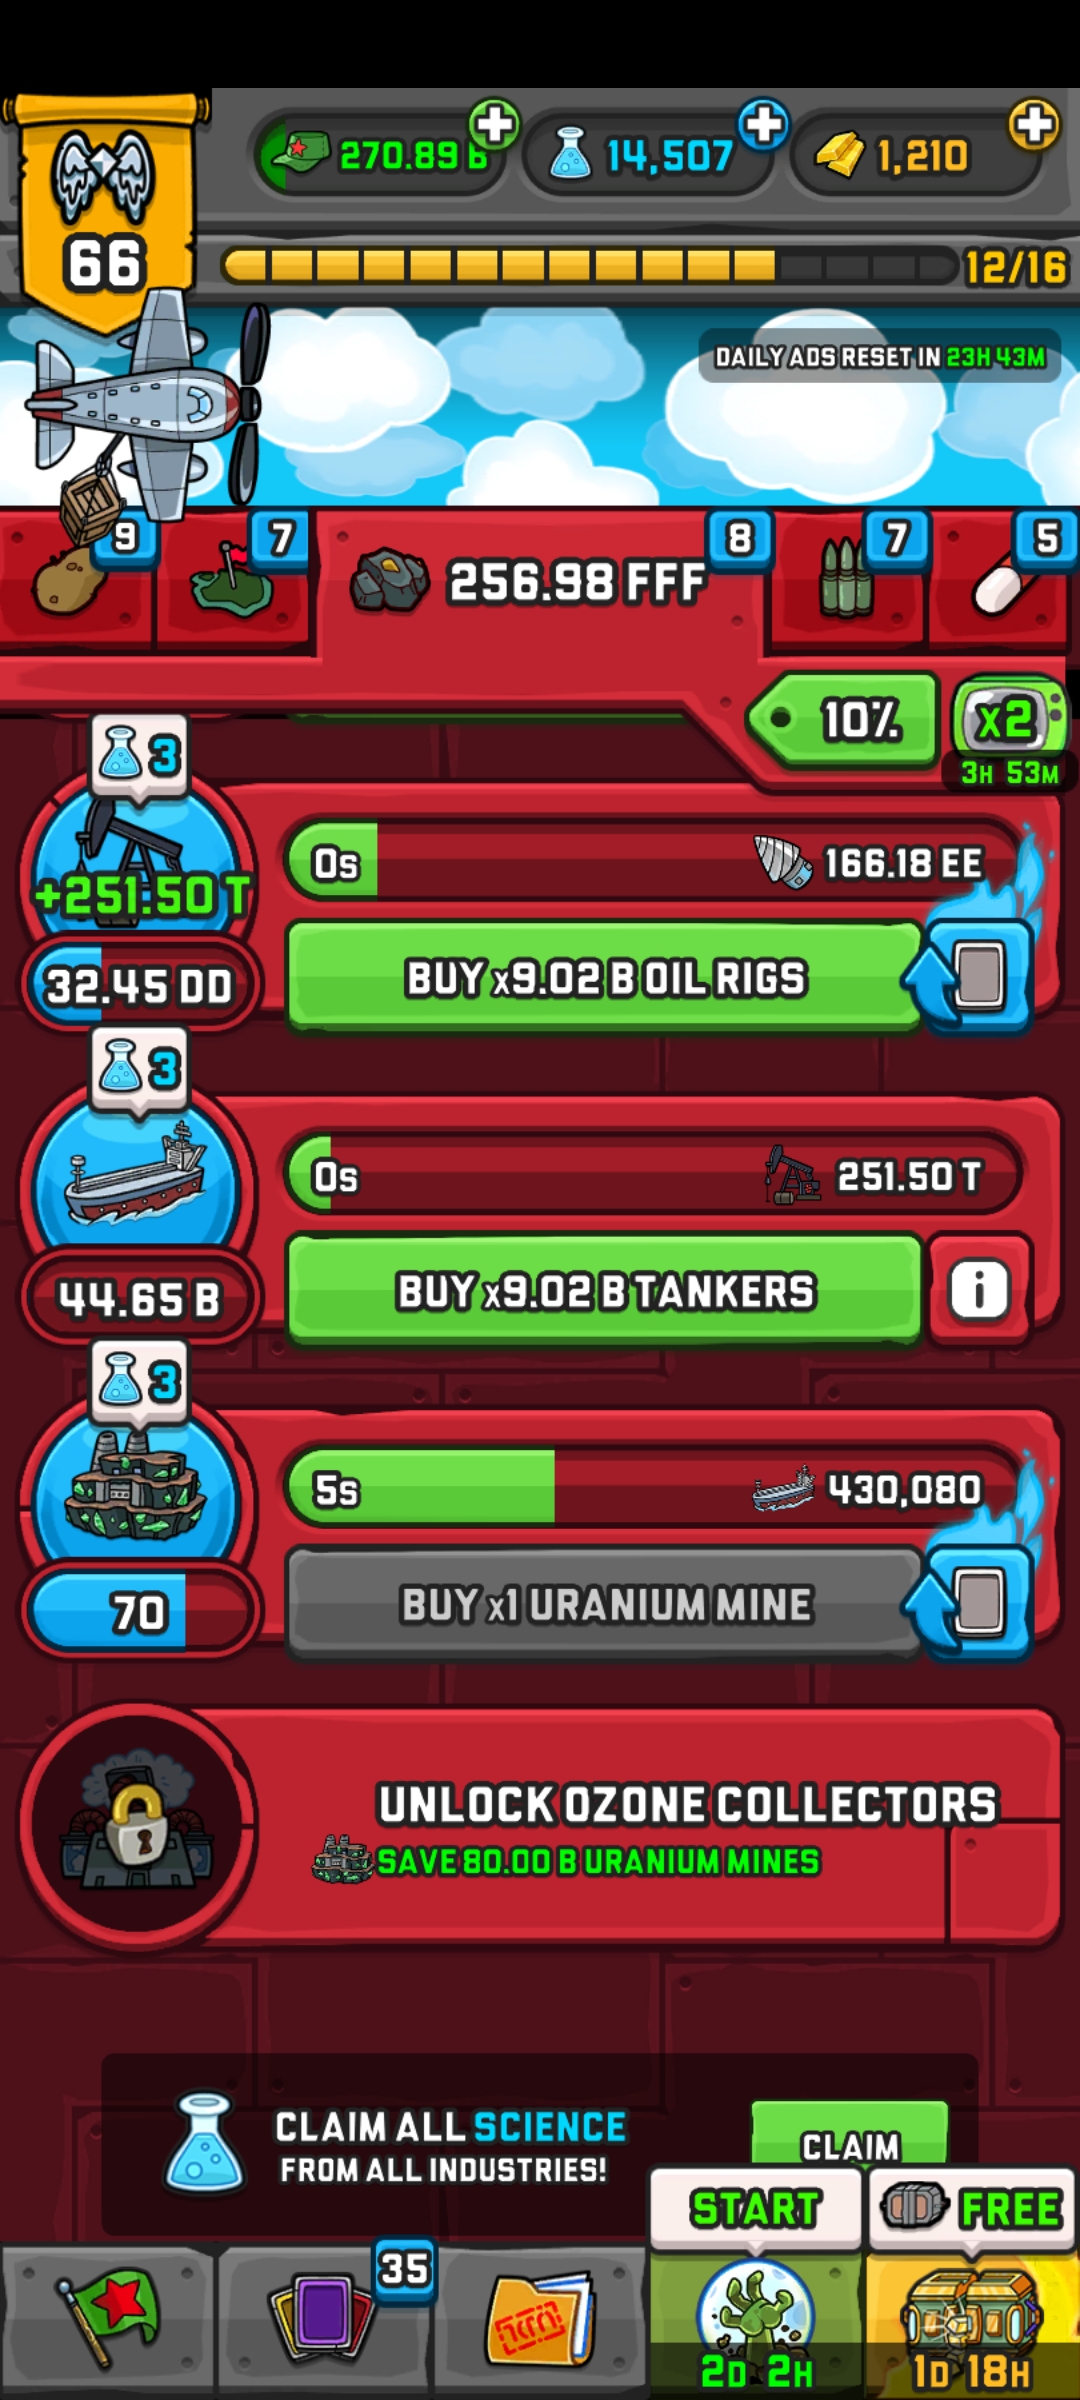 270.89 B
14,507
1,210
66
12/16
DAILY ADS RESET IN 23H 43M
9
7
256.98 FFF
8
7
5
10%
X2
3H 53M
3
+251.50 T
0s
166.18 EE
32.45 DD
BUY x9.02 B OIL RIGS
3
0s
251.50 T
44.65 B
BUY x9.02 B TANKERS
i
3
5s
430,080
70
BUY x1 URANIUM MINE
UNLOCK OZONE COLLECTORS
SAVE 80.00 B URANIUM MINES
CLAIM ALL SCIENCE
FROM ALL INDUSTRIES!
CLAIM
START
FREE
35
2D 2H
1D 18H